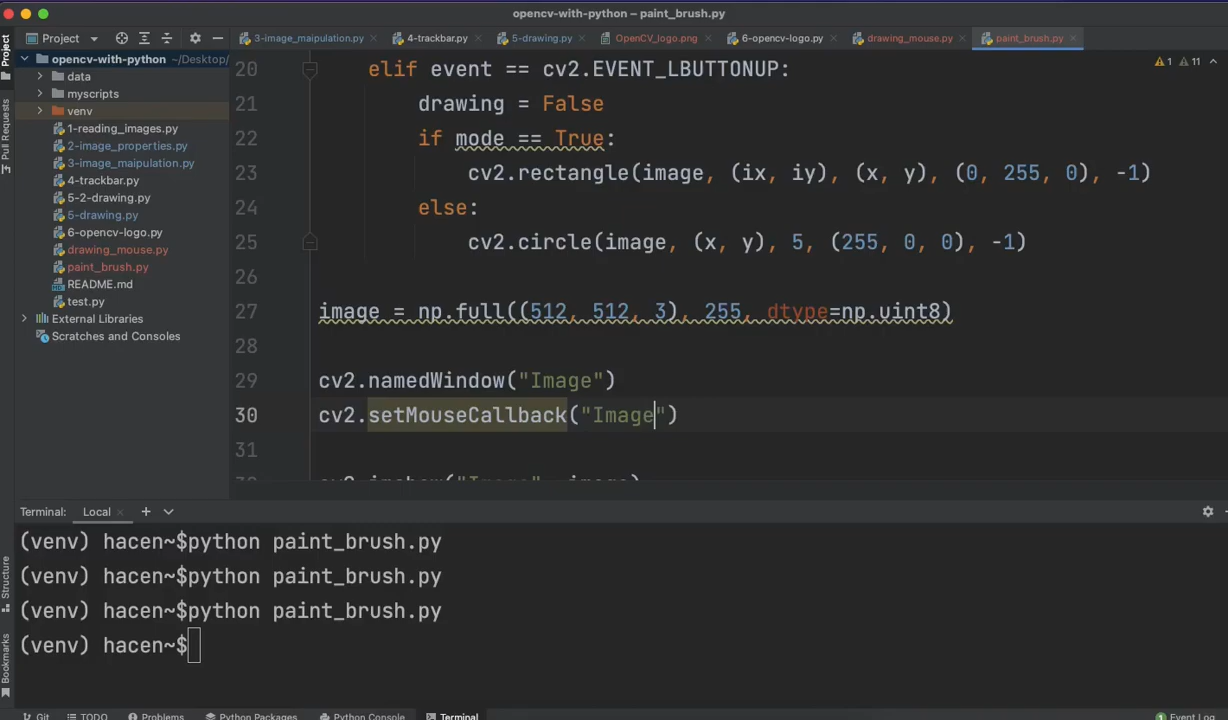 opencv-with-python – paint_brush.py
Project
3-image_maipulation.py
4-trackbar.py
5-drawing.py
OpenCV_logo.png
6-opencv-logo.py
drawing_mouse.py
paint_brush.py
Project
Pull Requests
opencv-with-python ~/Desktop/
data
myscripts
venv
1-reading_images.py
2-image_properties.py
3-image_maipulation.py
4-trackbar.py
5-2-drawing.py
5-drawing.py
6-opencv-logo.py
drawing_mouse.py
paint_brush.py
README.md
test.py
External Libraries
Scratches and Consoles
1 11
20 elif event == cv2.EVENT_LBUTTONUP:
21 drawing = False
22 if mode == True:
23 cv2.rectangle(image, (ix, iy), (x, y), (0, 255, 0), -1)
24 else:
25 cv2.circle(image, (x, y), 5, (255, 0, 0), -1)
26
27 image = np.full((512, 512, 3), 255, dtype=np.uint8)
28
29 cv2.namedWindow("Image")
30 cv2.setMouseCallback("Image")
31
Terminal: Local
(venv) hacen~$python paint_brush.py
(venv) hacen~$python paint_brush.py
(venv) hacen~$python paint_brush.py
(venv) hacen~$
Structure
Bookmarks
Git TODO Problems Python Packages Python Console Terminal
1 Event Log